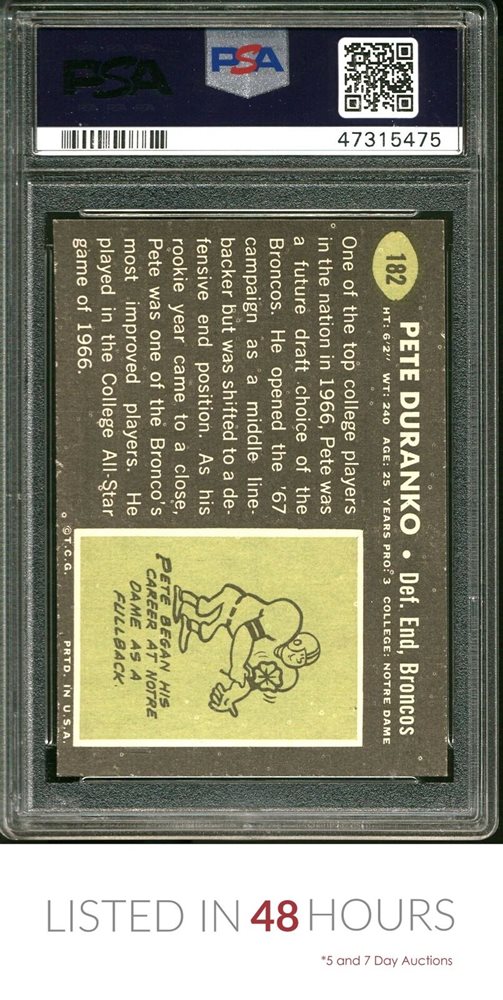 PSA
PSA
47315475
182
PETE DURANKO • Def. End, Broncos
HT: 6'2" WT: 240 AGE: 25 YEARS PRO: 3 COLLEGE: NOTRE DAME
One of the top college players
in the nation in 1966, Pete was
a future draft choice of the
Broncos. He opened the '67
campaign as a middle line-
backer but was shifted to a de-
fensive end position. As his
rookie year came to a close,
Pete was one of the Bronco's
most improved players. He
played in the College All-Star
game of 1966.
PETE BEGAN HIS
CAREER AT NOTRE
DAME AS A
FULLBACK.
©T.C.G.
PRTD. IN U.S.A.
LISTED IN 48 HOURS
*5 and 7 Day Auctions